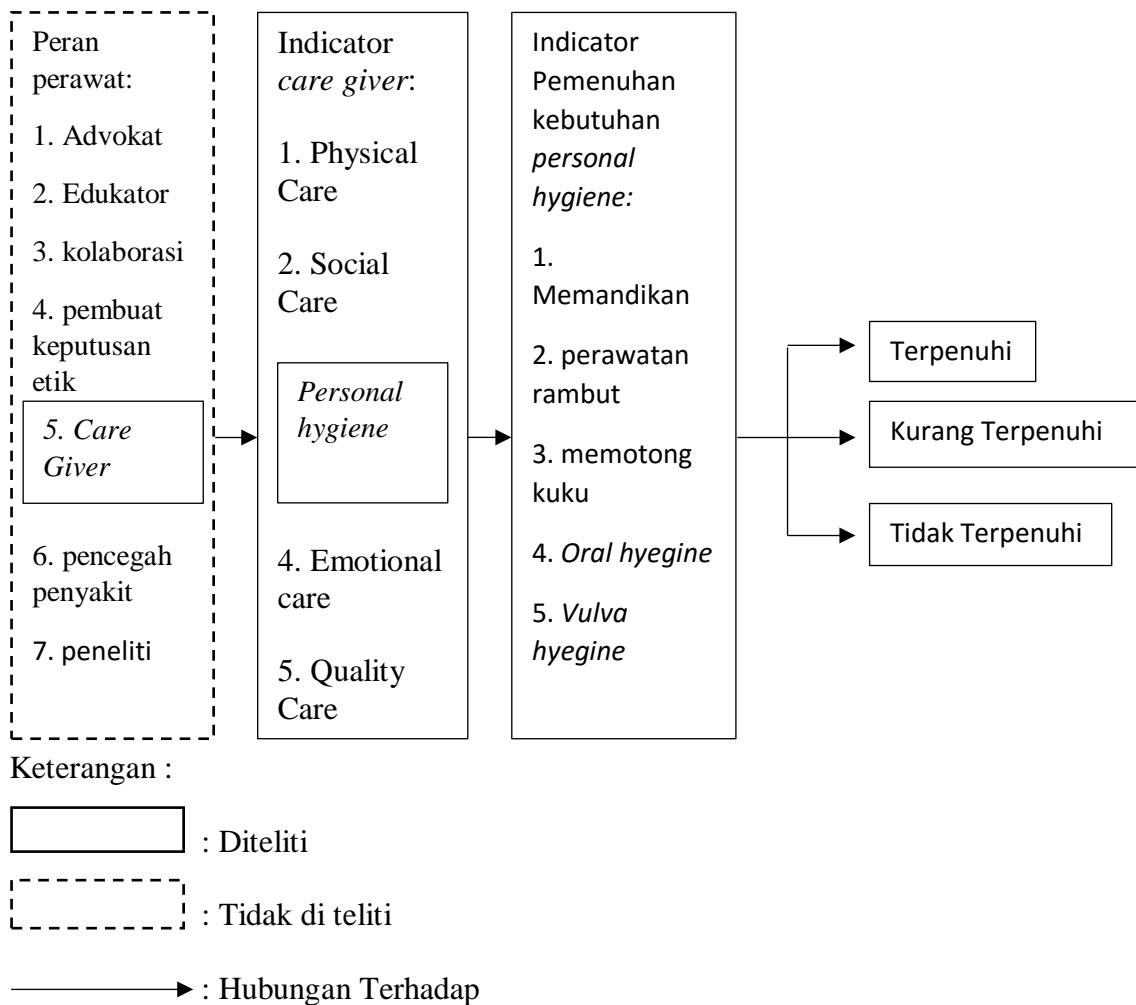 Peran
perawat:
1. Advokat
2. Edukator
3. kolaborasi
4. pembuat
keputusan
etik
5. Care
Giver
6. pencegah
penyakit
7. peneliti
Indicator
care giver:
1. Physical
Care
2. Social
Care
Personal
hygiene
4. Emotional
care
5. Quality
Care
Indicator
Pemenuhan
kebutuhan
personal
hygiene:
1.
Memandikan
2. perawatan
rambut
3. memotong
kuku
4. Oral hyegine
5. Vulva
hyegine
Terpenuhi
Kurang Terpenuhi
Tidak Terpenuhi
Keterangan :
: Diteliti
: Tidak di teliti
: Hubungan Terhadap